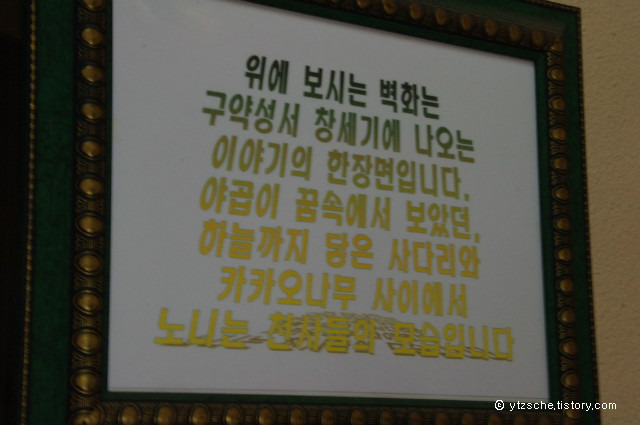 위에 보시는 벽화는
구약성서 창세기에 나오는
이야기의 한장면입니다.
야곱이 꿈속에서 보았던,
하늘까지 닿은 사다리와
카카오나무 사이에서
노니는 천사들의 모습입니다
© ytzsche.tistory.com